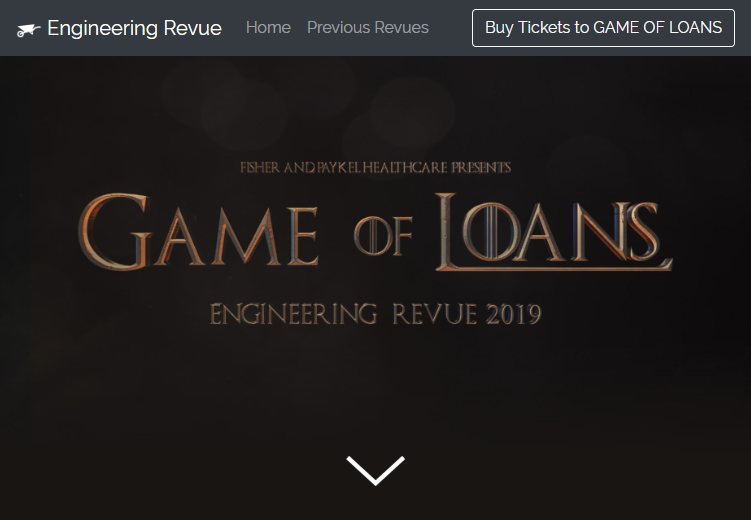 Engineering Revue Home Previous Revues Buy Tickets to GAME OF LOANS
FISHER AND PAYKEL HEALTHCARE PRESENTS
GAME OF LOANS
ENGINEERING REVUE 2019